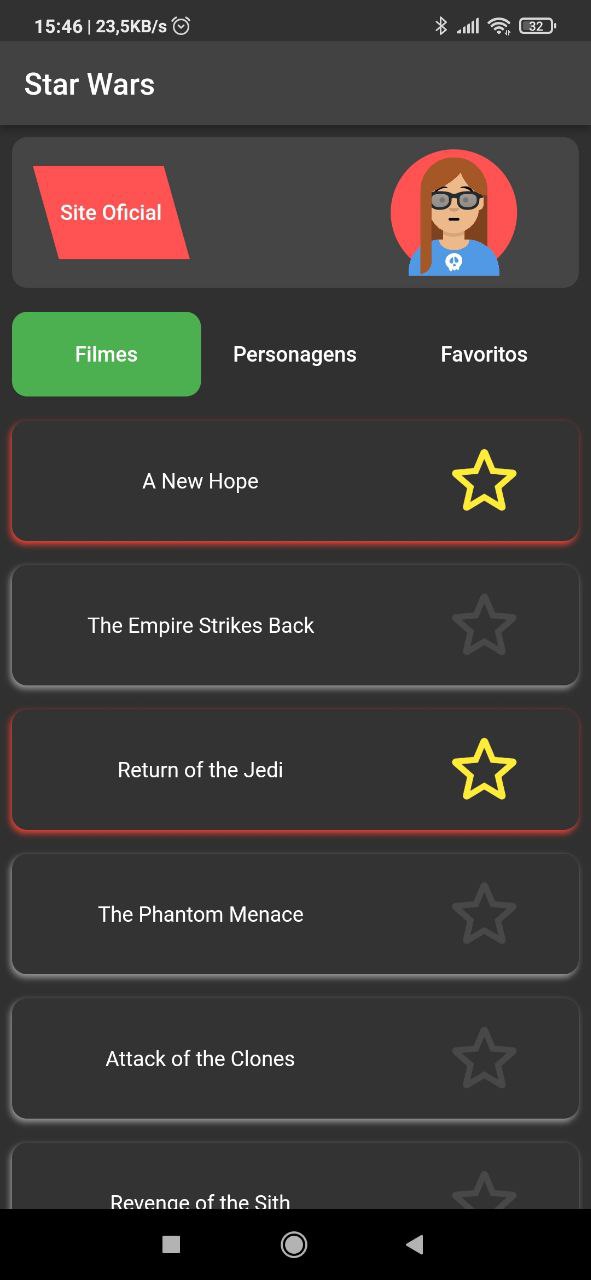 15:46 | 23,5KB/s
32
Star Wars
Site Oficial
Filmes
Personagens
Favoritos
A New Hope
The Empire Strikes Back
Return of the Jedi
The Phantom Menace
Attack of the Clones
Revenge of the Sith